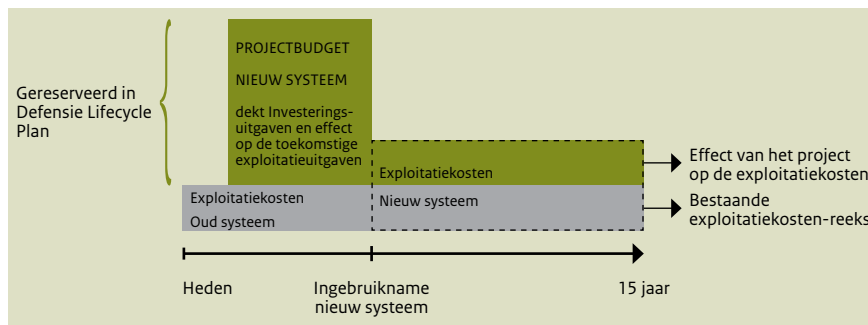 Gereserveerd in
Defensie Lifecycle
Plan
PROJECTBUDGET
NIEUW SYSTEEM
dekt Investerings-
uitgaven en effect
op de toekomstige
exploitatieuitgaven
Exploitatiekosten
Nieuw systeem
Exploitatiekosten
Oud systeem
Effect van het project
op de exploitatiekosten
Bestaande
exploitatiekosten-reeks
Heden
Ingebruikname
nieuw systeem
15 jaar